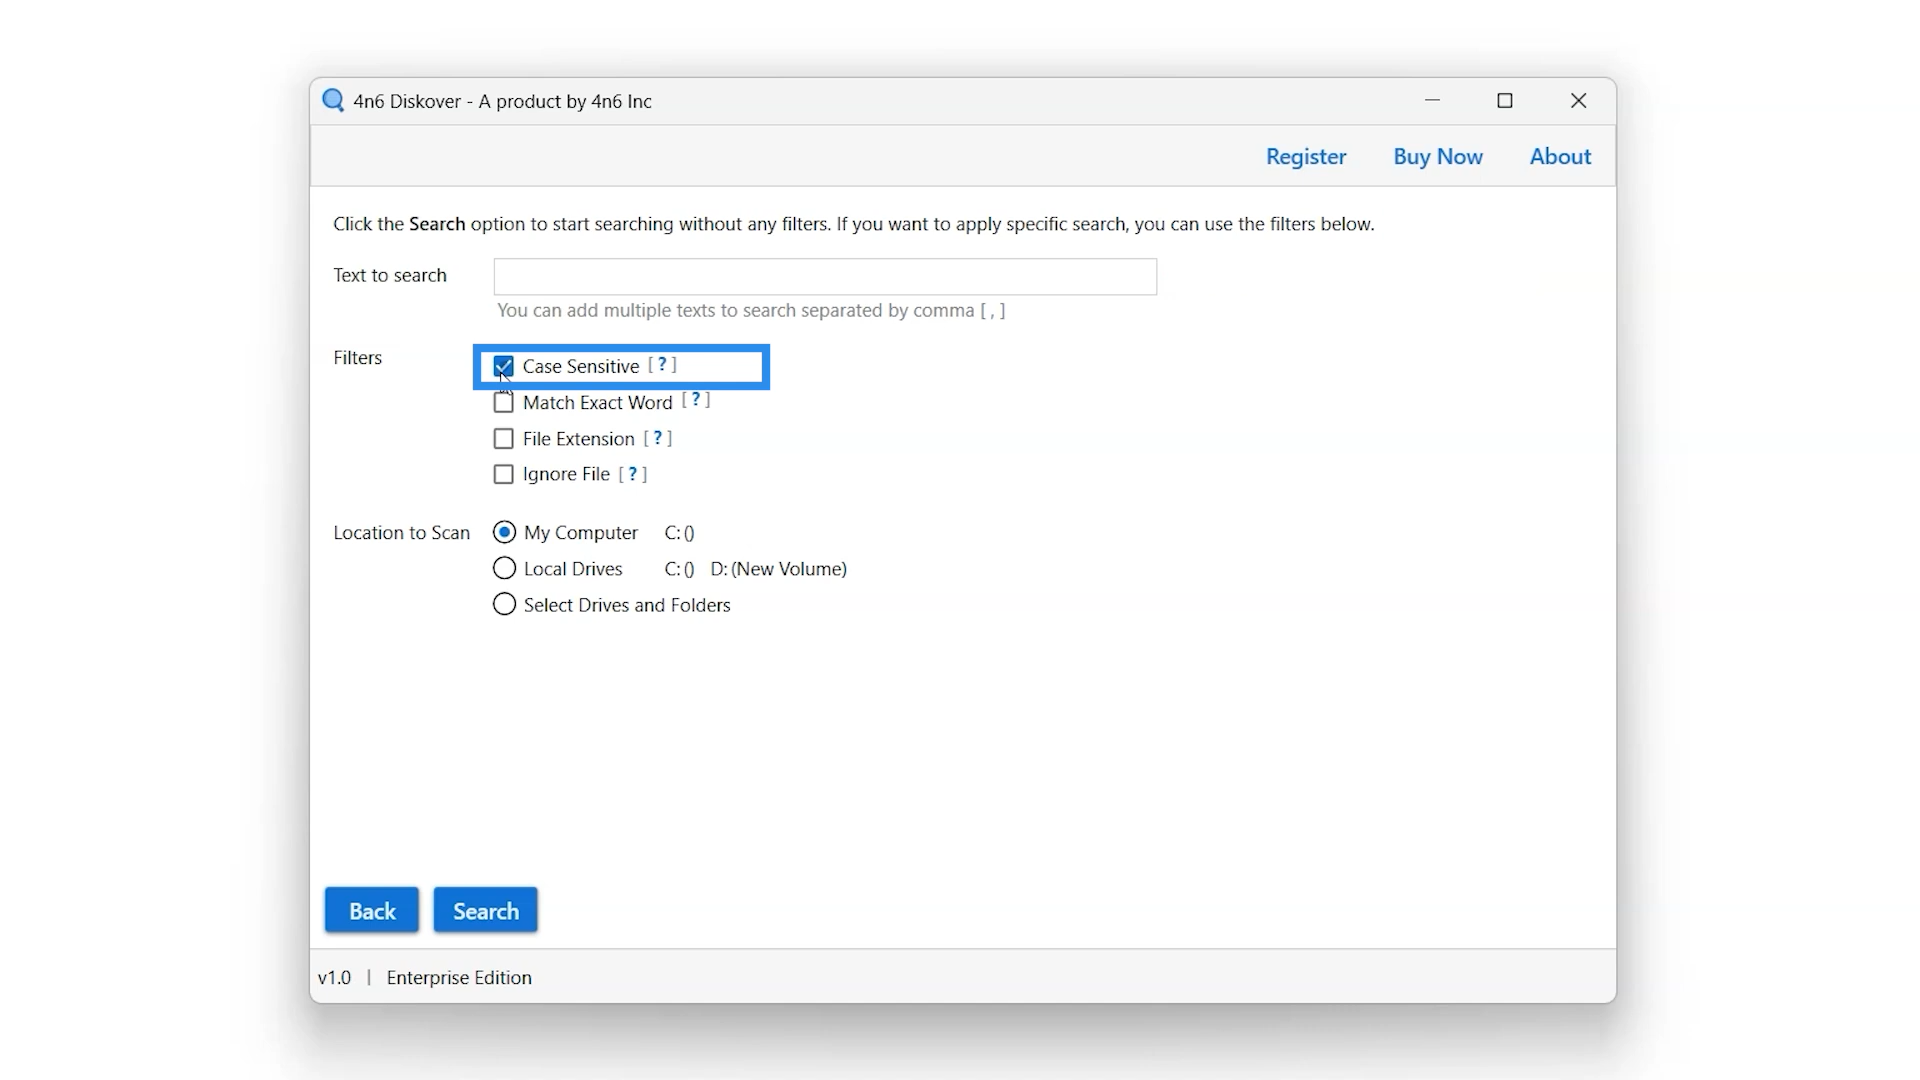 4n6 Diskover - A product by 4n6 Inc
Register Buy Now About
Click the Search option to start searching without any filters. If you want to apply specific search, you can use the filters below.
Text to search
You can add multiple texts to search separated by comma [ , ]
Filters
Case Sensitive [ ? ]
Match Exact Word [ ? ]
File Extension [ ? ]
Ignore File [ ? ]
Location to Scan
My Computer C: ()
Local Drives C: () D: (New Volume)
Select Drives and Folders
Back Search
v1.0 | Enterprise Edition